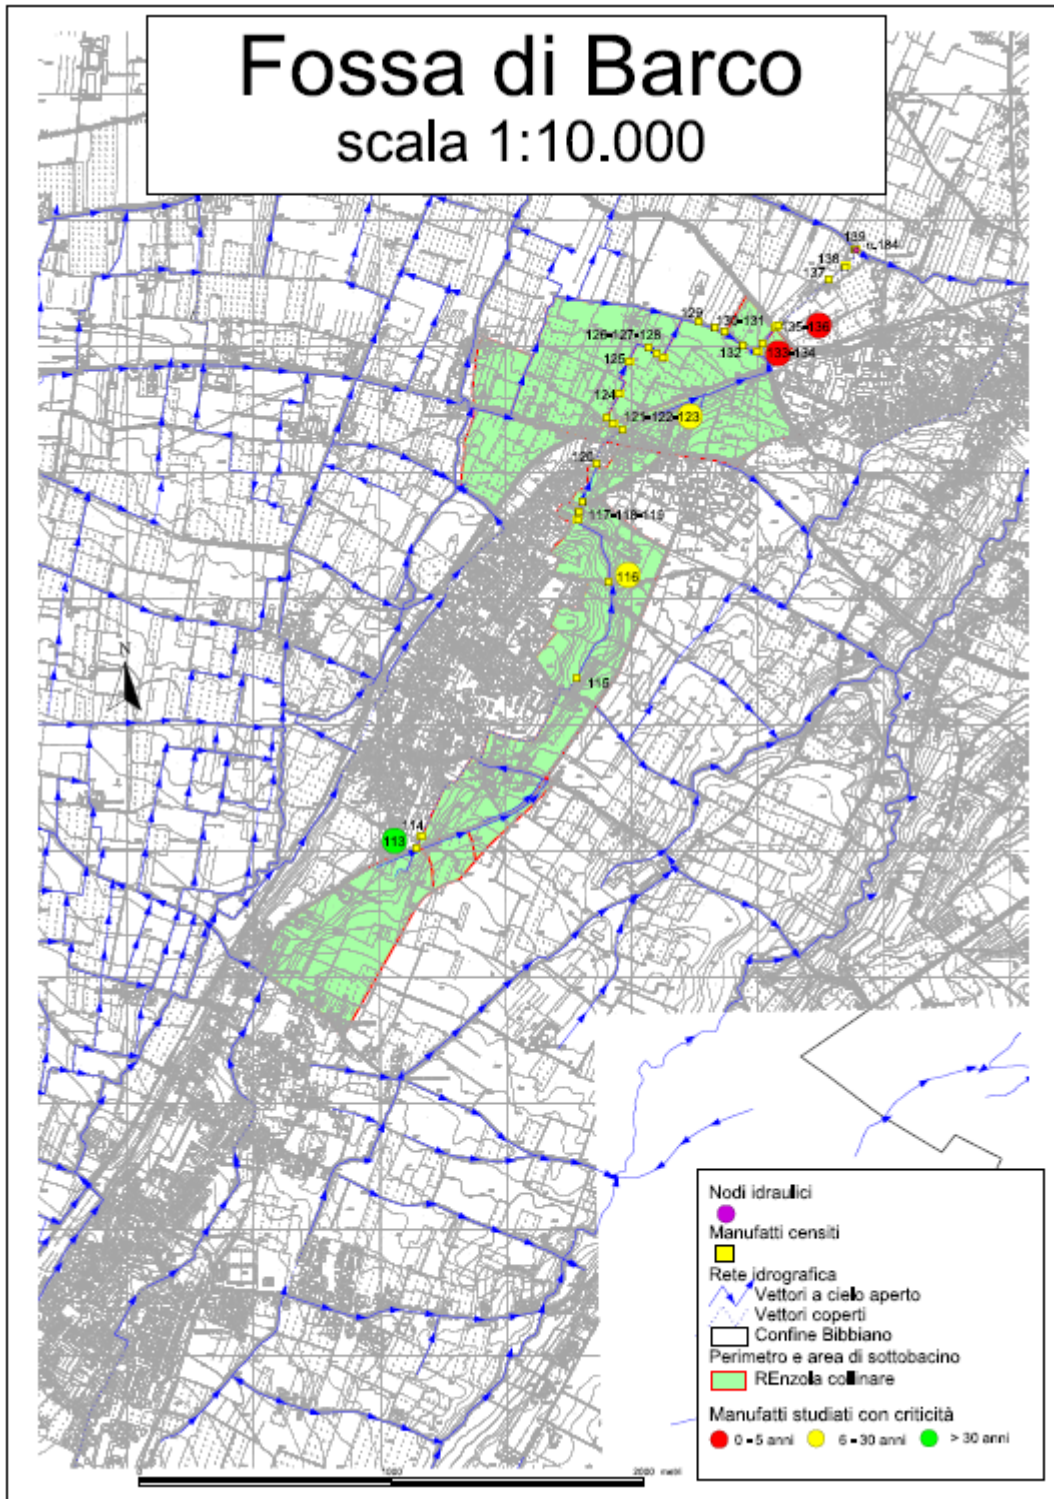 Fossa di Barco
scala 1:10.000
139
184
138
137
129
130-131
135-136
126-127-128
132
133-134
125
124
121-122-123
120
117-118-119
116
115
N
114
113
Nodi idraulici
Manufatti censiti
Rete idrografica
Vettori a cielo aperto
Vettori coperti
Confine Bibbiano
Perimetro e area di sottobacino
REnzola collinare
Manufatti studiati con criticità
0-5 anni 6-30 anni > 30 anni
0 1000 2000 metri